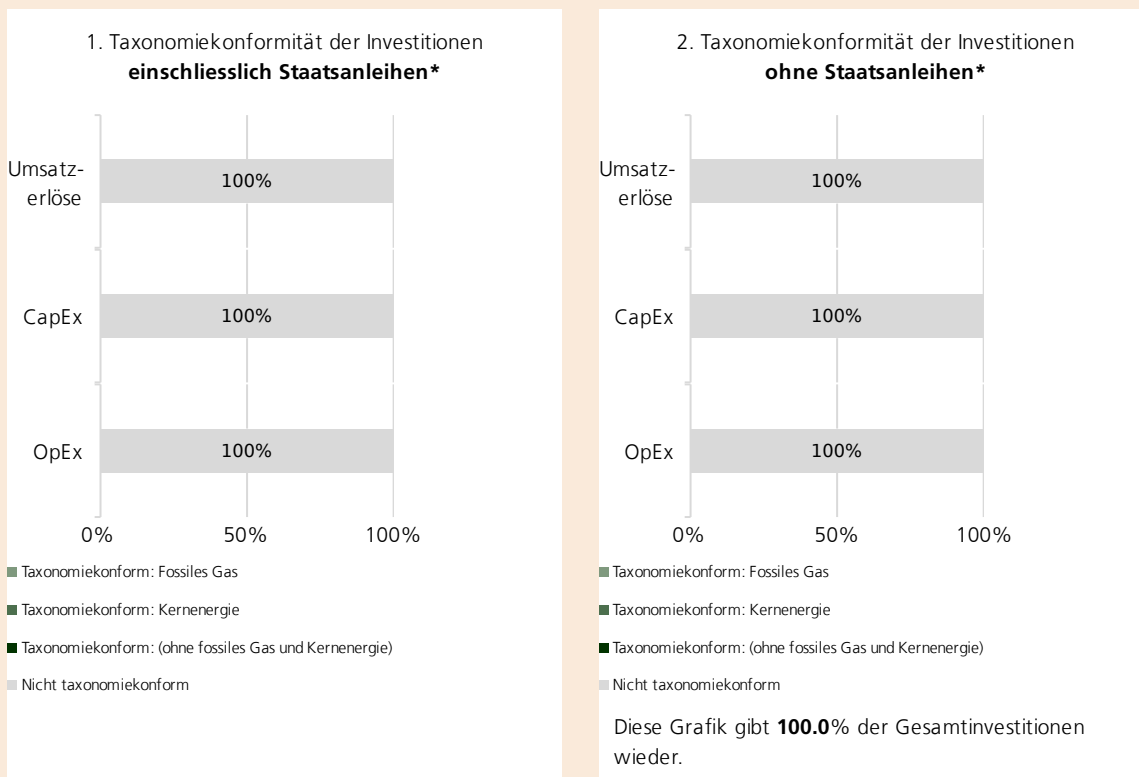 1. Taxonomiekonformität der Investitionen
einschliesslich Staatsanleihen*
Umsatz-
erlöse
100%
CapEx
100%
OpEx
100%
0%
50%
100%
Taxonomiekonform: Fossiles Gas
Taxonomiekonform: Kernenergie
Taxonomiekonform: (ohne fossiles Gas und Kernenergie)
Nicht taxonomiekonform
2. Taxonomiekonformität der Investitionen
ohne Staatsanleihen*
Umsatz-
erlöse
100%
CapEx
100%
OpEx
100%
0%
50%
100%
Taxonomiekonform: Fossiles Gas
Taxonomiekonform: Kernenergie
Taxonomiekonform: (ohne fossiles Gas und Kernenergie)
Nicht taxonomiekonform
Diese Grafik gibt 100.0% der Gesamtinvestitionen
wieder.